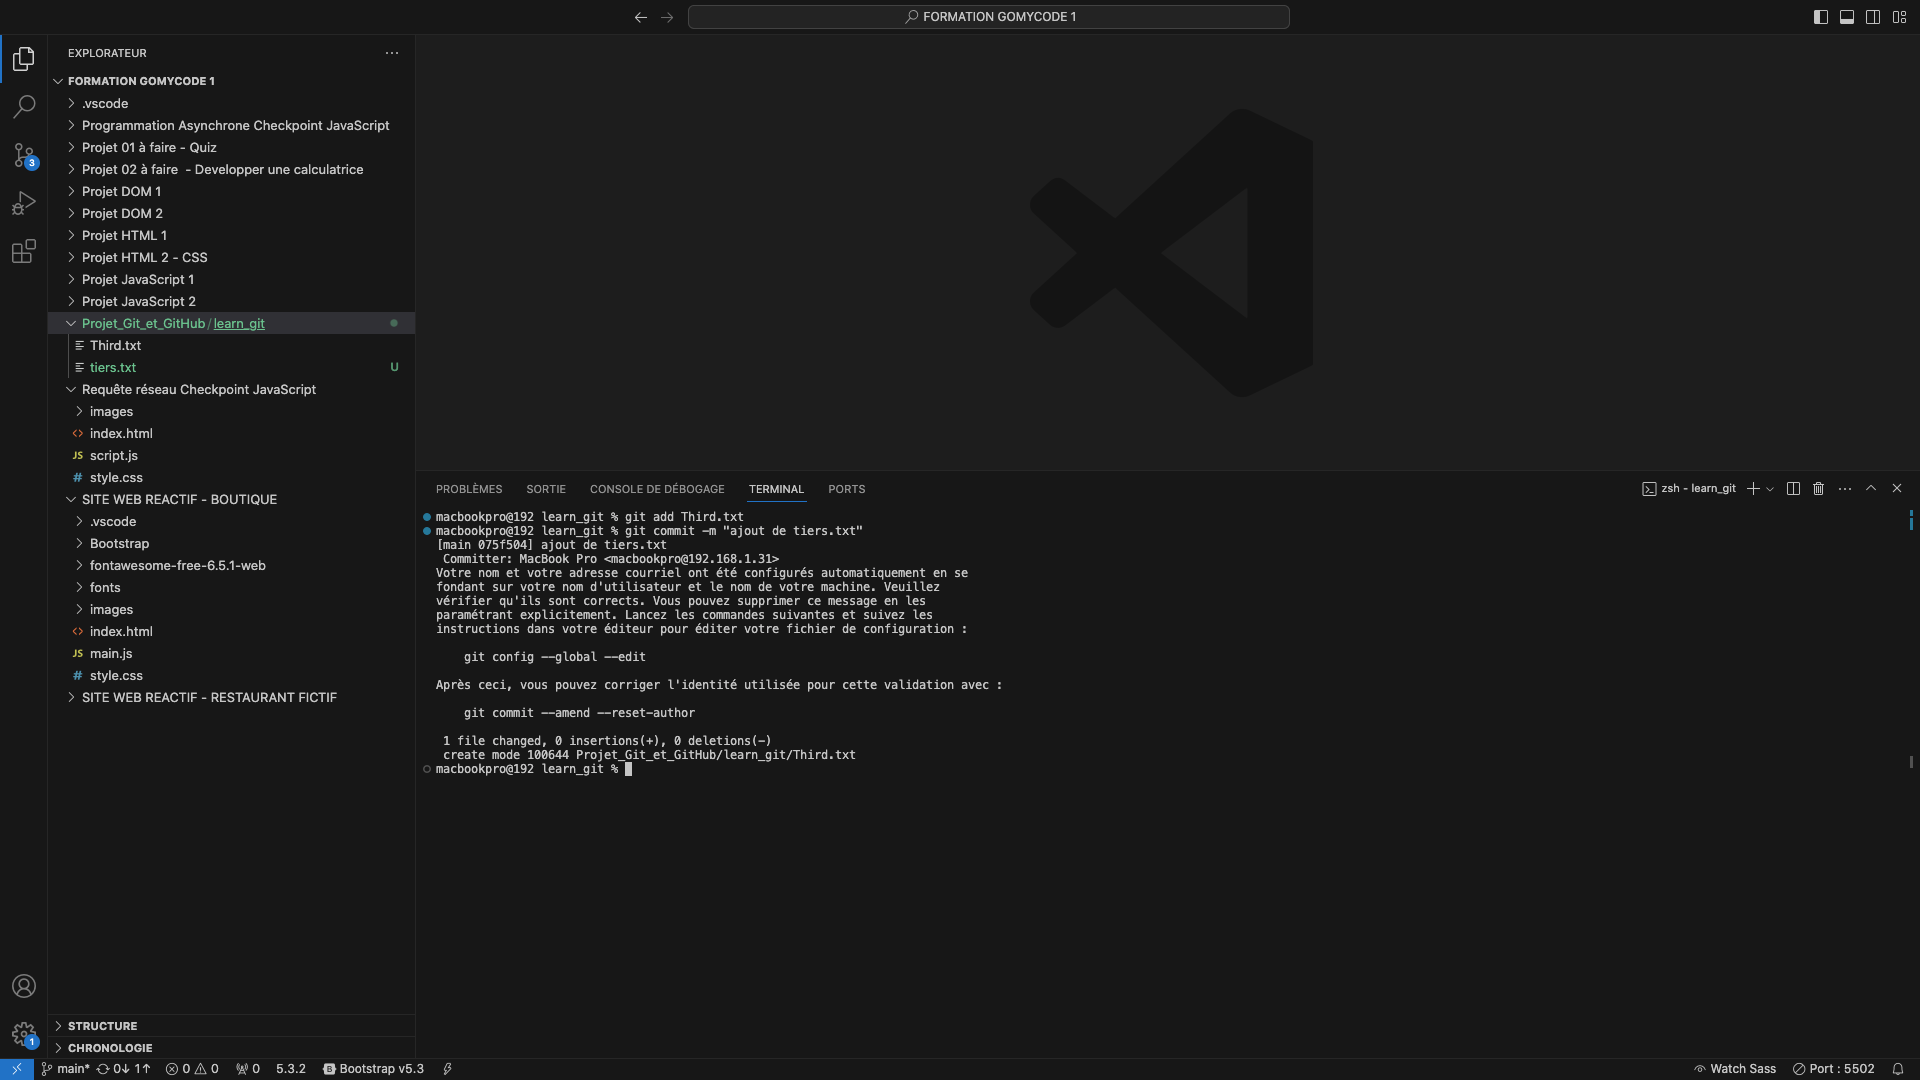 FORMATION GOMYCODE 1
EXPLORATEUR
FORMATION GOMYCODE 1
.vscode
Programmation Asynchrone Checkpoint JavaScript
Projet 01 à faire - Quiz
Projet 02 à faire - Developper une calculatrice
Projet DOM 1
Projet DOM 2
Projet HTML 1
Projet HTML 2 - CSS
Projet JavaScript 1
Projet JavaScript 2
Projet_Git_et_GitHub / learn_git
Third.txt
tiers.txt U
Requête réseau Checkpoint JavaScript
images
index.html
JS script.js
# style.css
SITE WEB REACTIF - BOUTIQUE
.vscode
Bootstrap
fontawesome-free-6.5.1-web
fonts
images
index.html
JS main.js
# style.css
SITE WEB REACTIF - RESTAURANT FICTIF
STRUCTURE
CHRONOLOGIE
3
1
PROBLÈMES SORTIE CONSOLE DE DÉBOGAGE TERMINAL PORTS
zsh - learn_git
macbookpro@192 learn_git % git add Third.txt
macbookpro@192 learn_git % git commit -m "ajout de tiers.txt"
[main 075f504] ajout de tiers.txt
Committer: MacBook Pro <macbookpro@192.168.1.31>
Votre nom et votre adresse courriel ont été configurés automatiquement en se
fondant sur votre nom d'utilisateur et le nom de votre machine. Veuillez
vérifier qu'ils sont corrects. Vous pouvez supprimer ce message en les
paramétrant explicitement. Lancez les commandes suivantes et suivez les
instructions dans votre éditeur pour éditer votre fichier de configuration :
git config --global --edit
Après ceci, vous pouvez corriger l'identité utilisée pour cette validation avec :
git commit --amend --reset-author
1 file changed, 0 insertions(+), 0 deletions(-)
create mode 100644 Projet_Git_et_GitHub/learn_git/Third.txt
macbookpro@192 learn_git %
main* 0↓ 1↑ 0 0 0 5.3.2 B Bootstrap v5.3
Watch Sass Port : 5502